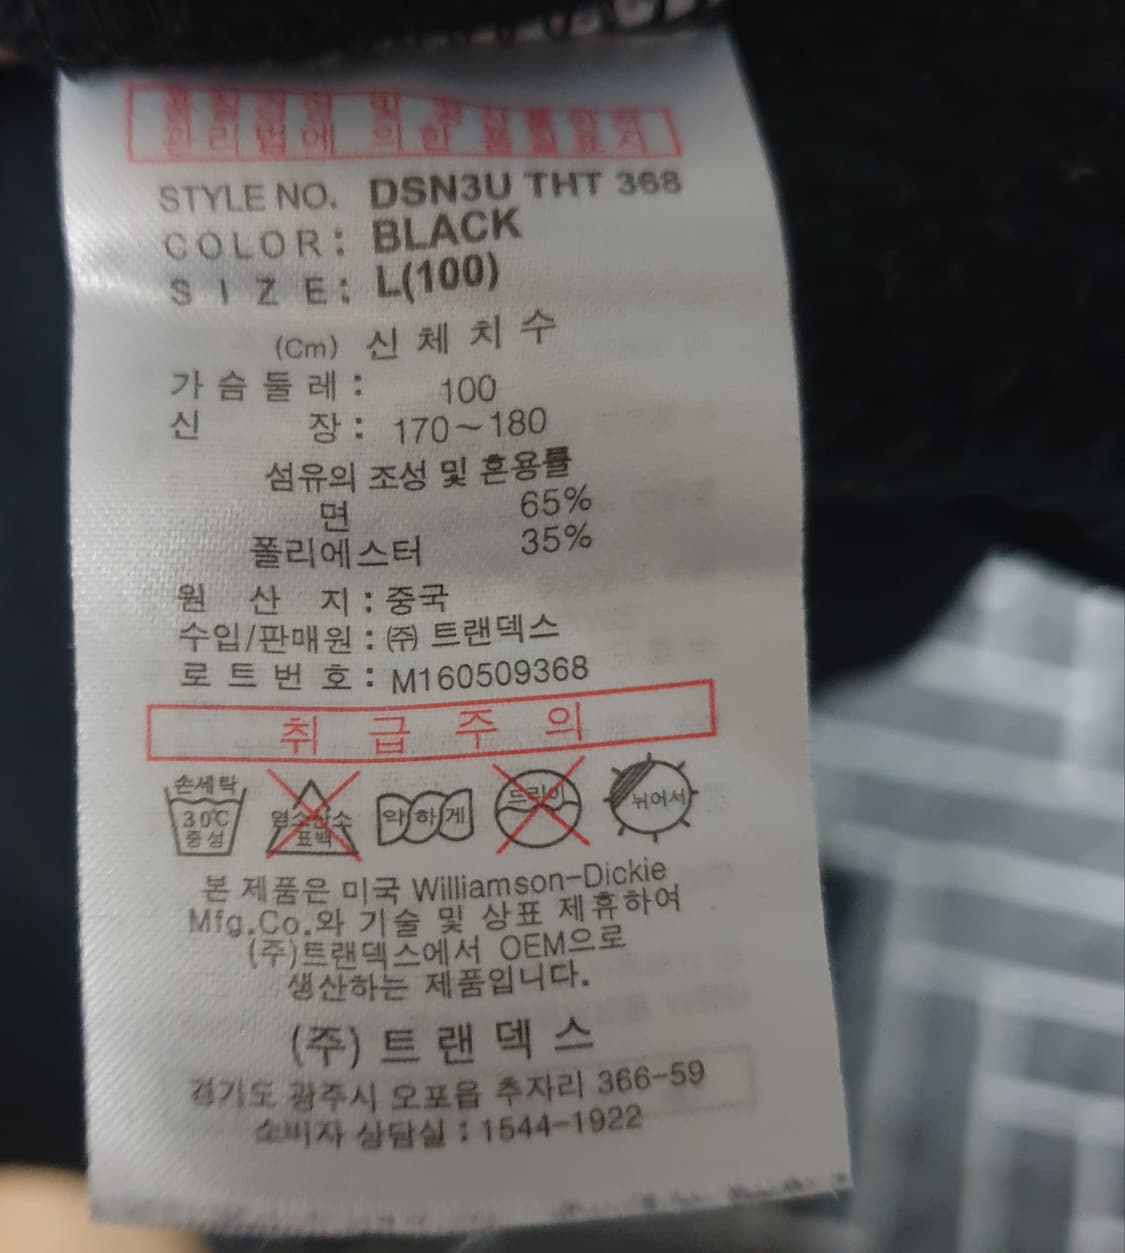 품질경영 및 공산품안전
관리법에 의한 품질표시
STYLE NO. DSN3U THT 368
COLOR: BLACK
SIZE: L(100)
(Cm) 신체치수
가슴둘레: 100
신장: 170~180
섬유의 조성 및 혼용률
면 65%
폴리에스터 35%
원산지: 중국
수입/판매원: ㈜ 트랜덱스
로트번호: M160509368
취급주의
손세탁
30℃
중성
염소산소
표백
약하게
드라이
뉘어서
본 제품은 미국 Williamson-Dickie
Mfg.Co.와 기술 및 상표 제휴하여
(주)트랜덱스에서 OEM으로
생산하는 제품입니다.
(주)트랜덱스
경기도 광주시 오포읍 추자리 366-59
소비자 상담실 : 1544-1922